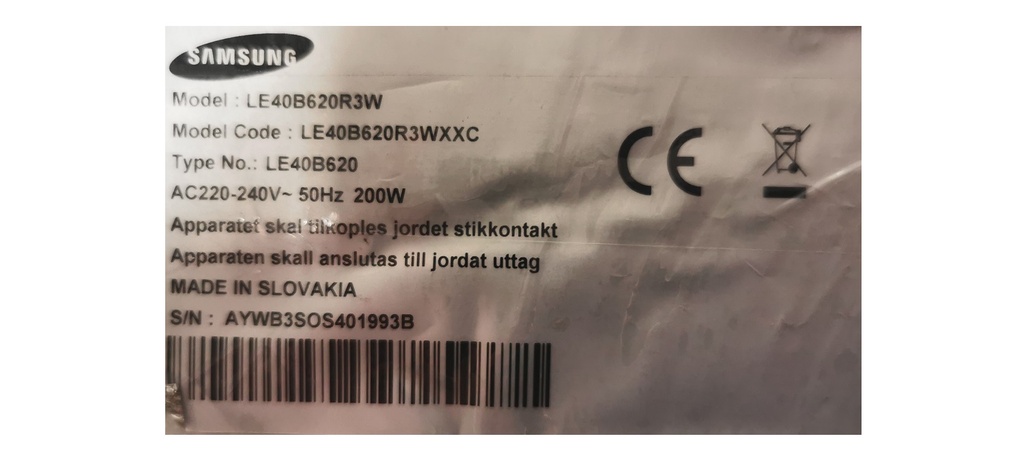 SAMSUNG
Model : LE40B620R3W
Model Code : LE40B620R3WXXC
Type No.: LE40B620
AC220-240V~ 50Hz 200W
Apparatet skal tilkoples jordet stikkontakt
Apparaten skall anslutas till jordat uttag
MADE IN SLOVAKIA
S/N : AYWB3SOS401993B
CE